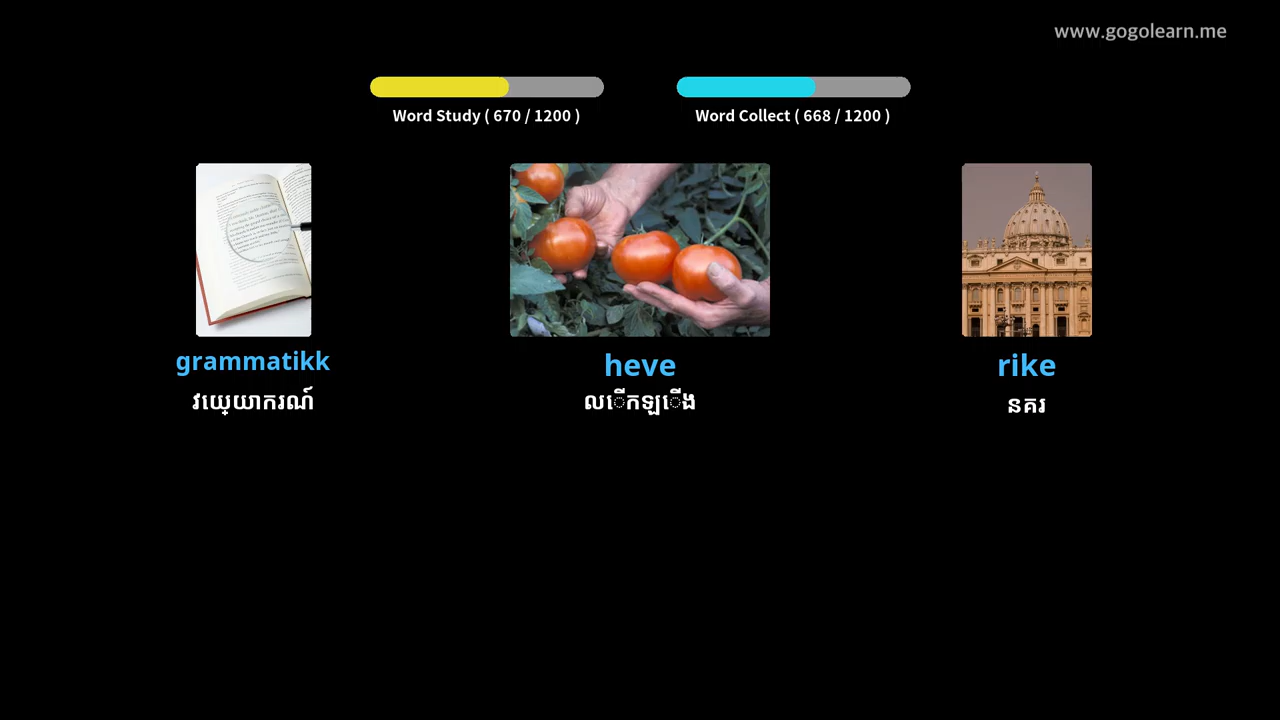 www.gogolearn.me
Word Study ( 670 / 1200 )
Word Collect ( 668 / 1200 )
grammatikk
heve
rike
វយេ្យាករណ៍
លើកឡើង
នគរ